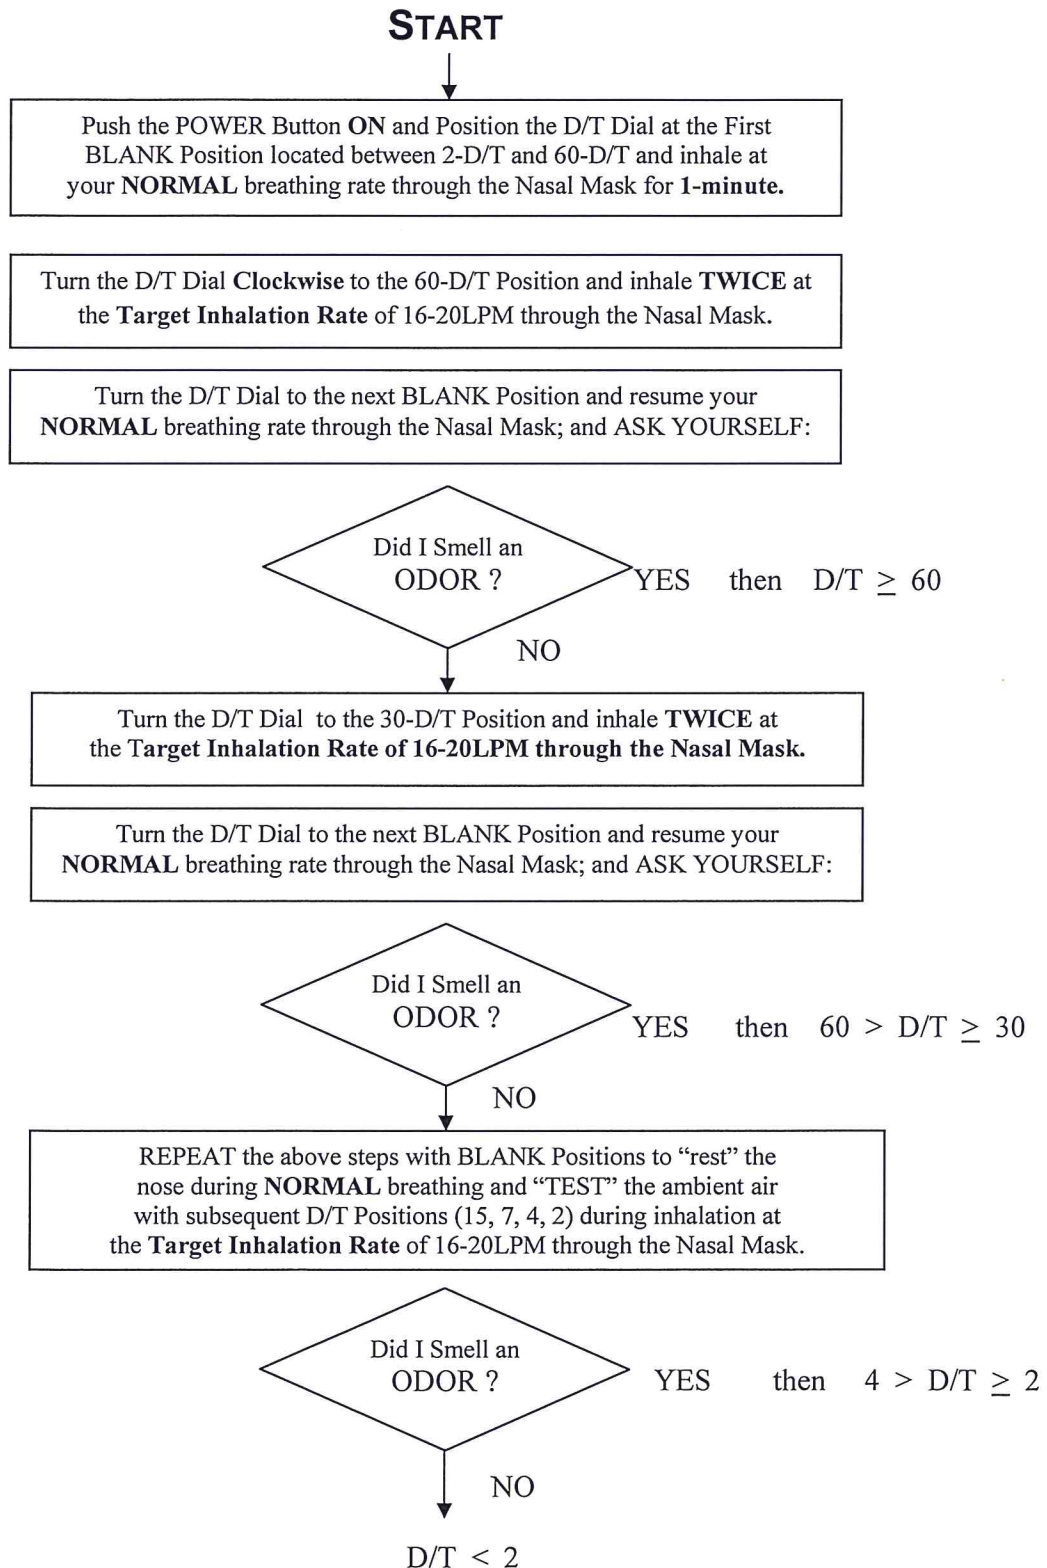 START
Push the POWER Button ON and Position the D/T Dial at the First
BLANK Position located between 2-D/T and 60-D/T and inhale at
your NORMAL breathing rate through the Nasal Mask for 1-minute.
Turn the D/T Dial Clockwise to the 60-D/T Position and inhale TWICE at
the Target Inhalation Rate of 16-20LPM through the Nasal Mask.
Turn the D/T Dial to the next BLANK Position and resume your
NORMAL breathing rate through the Nasal Mask; and ASK YOURSELF:
Did I Smell an
ODOR ?
YES then D/T ≥ 60
NO
Turn the D/T Dial to the 30-D/T Position and inhale TWICE at
the Target Inhalation Rate of 16-20LPM through the Nasal Mask.
Turn the D/T Dial to the next BLANK Position and resume your
NORMAL breathing rate through the Nasal Mask; and ASK YOURSELF:
Did I Smell an
ODOR ?
YES then 60 > D/T ≥ 30
NO
REPEAT the above steps with BLANK Positions to “rest” the
nose during NORMAL breathing and “TEST” the ambient air
with subsequent D/T Positions (15, 7, 4, 2) during inhalation at
the Target Inhalation Rate of 16-20LPM through the Nasal Mask.
Did I Smell an
ODOR ?
YES then 4 > D/T ≥ 2
NO
D/T < 2